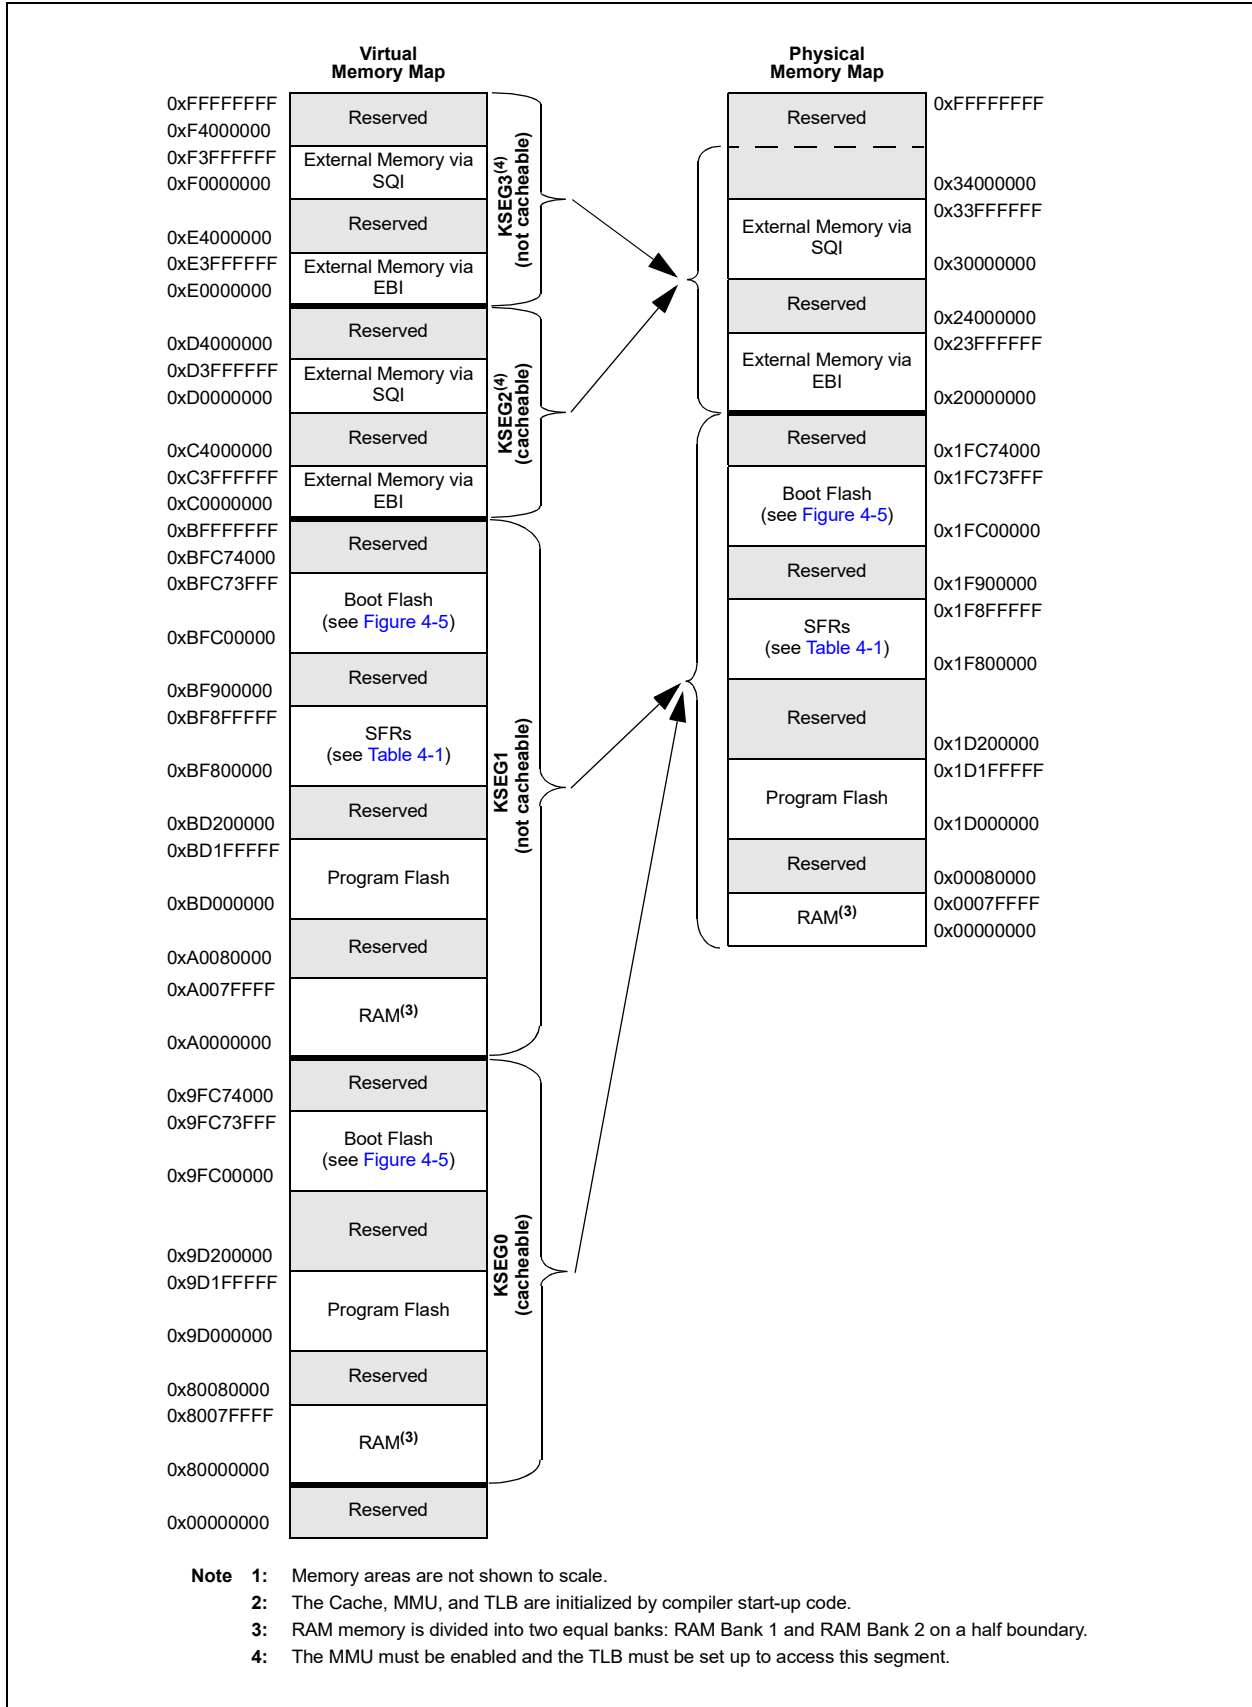 Virtual
Memory Map
0xFFFFFFFF
Reserved
0xF4000000
0xF3FFFFFF
External Memory via
SQI
0xF0000000
Reserved
0xE4000000
0xE3FFFFFF
External Memory via
EBI
0xE0000000
KSEG3(4)
(not cacheable)
Reserved
0xD4000000
0xD3FFFFFF
External Memory via
SQI
0xD0000000
Reserved
0xC4000000
0xC3FFFFFF
External Memory via
EBI
0xC0000000
KSEG2(4)
(cacheable)
0xBFFFFFFF
Reserved
0xBFC74000
0xBFC73FFF
Boot Flash
(see Figure 4-5)
0xBFC00000
Reserved
0xBF900000
0xBF8FFFFF
SFRs
(see Table 4-1)
0xBF800000
Reserved
0xBD200000
0xBD1FFFFF
Program Flash
0xBD000000
Reserved
0xA0080000
0xA007FFFF
RAM(3)
0xA0000000
KSEG1
(not cacheable)
Reserved
0x9FC74000
0x9FC73FFF
Boot Flash
(see Figure 4-5)
0x9FC00000
Reserved
0x9D200000
0x9D1FFFFF
Program Flash
0x9D000000
Reserved
0x80080000
0x8007FFFF
RAM(3)
0x80000000
KSEG0
(cacheable)
Reserved
0x00000000
Physical
Memory Map
0xFFFFFFFF
Reserved
0x34000000
0x33FFFFFF
External Memory via
SQI
0x30000000
Reserved
0x24000000
0x23FFFFFF
External Memory via
EBI
0x20000000
Reserved
0x1FC74000
0x1FC73FFF
Boot Flash
(see Figure 4-5)
0x1FC00000
Reserved
0x1F900000
0x1F8FFFFF
SFRs
(see Table 4-1)
0x1F800000
Reserved
0x1D200000
0x1D1FFFFF
Program Flash
0x1D000000
Reserved
0x00080000
0x0007FFFF
RAM(3)
0x00000000
Note 1: Memory areas are not shown to scale.
2: The Cache, MMU, and TLB are initialized by compiler start-up code.
3: RAM memory is divided into two equal banks: RAM Bank 1 and RAM Bank 2 on a half boundary.
4: The MMU must be enabled and the TLB must be set up to access this segment.